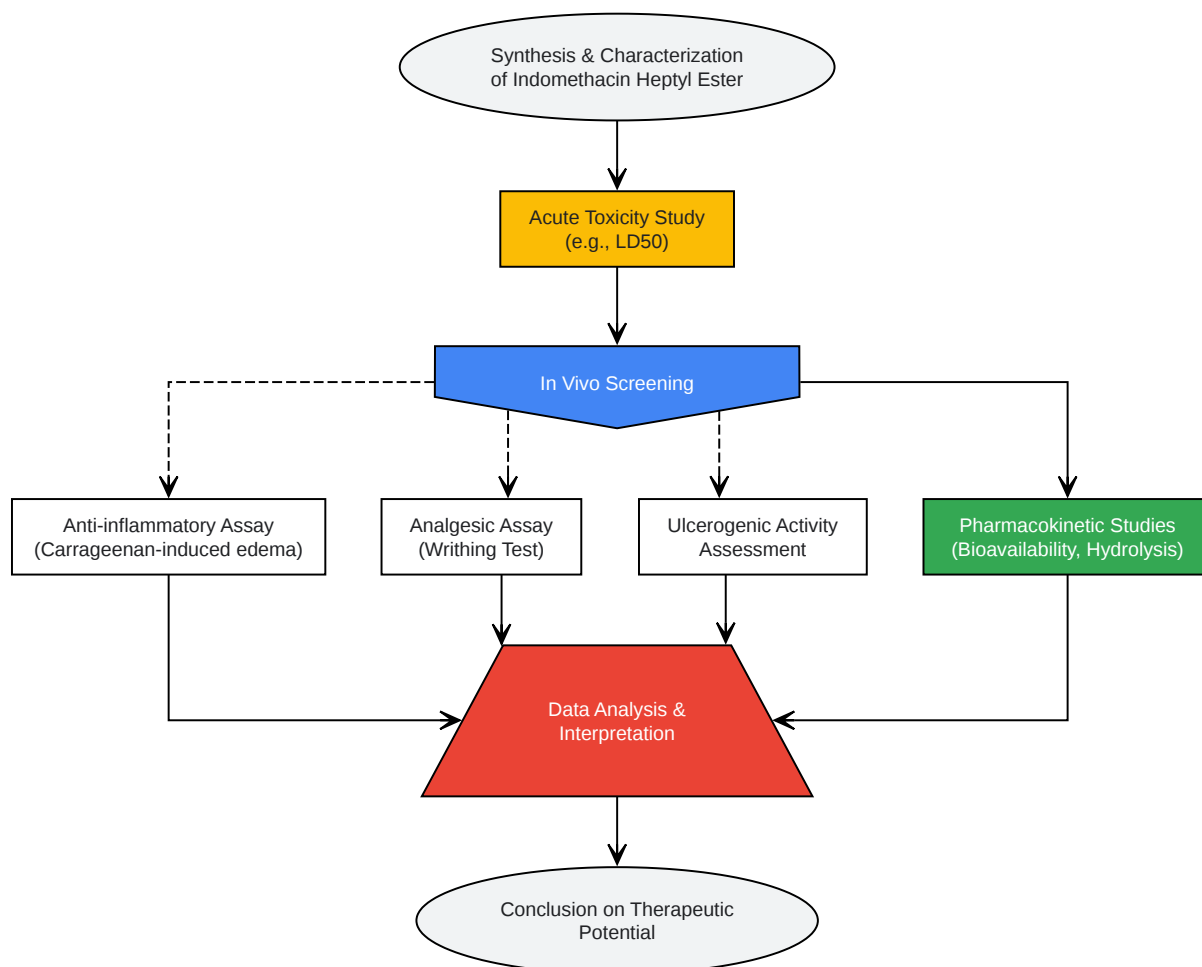 Synthesis & Characterization
of Indomethacin Heptyl Ester
Acute Toxicity Study
(e.g., LD50)
In Vivo Screening
Anti-inflammatory Assay
(Carrageenan-induced edema)
Analgesic Assay
(Writhing Test)
Ulcerogenic Activity
Assessment
Pharmacokinetic Studies
(Bioavailability, Hydrolysis)
Data Analysis &
Interpretation
Conclusion on Therapeutic
Potential